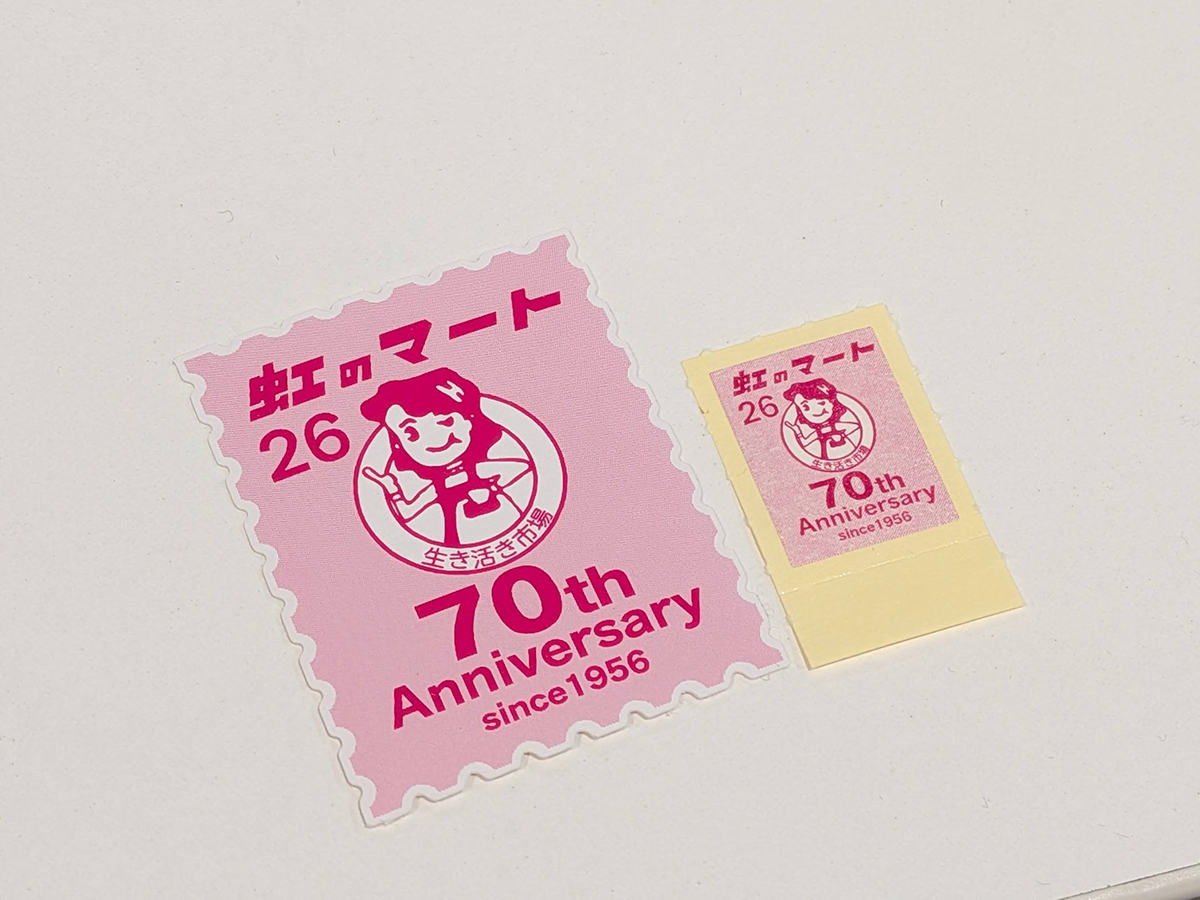 虹のマート
26
生き活き市場
70th
Anniversary
since1956
虹のマート
26
生き活き市場
70th
Anniversary
since1956